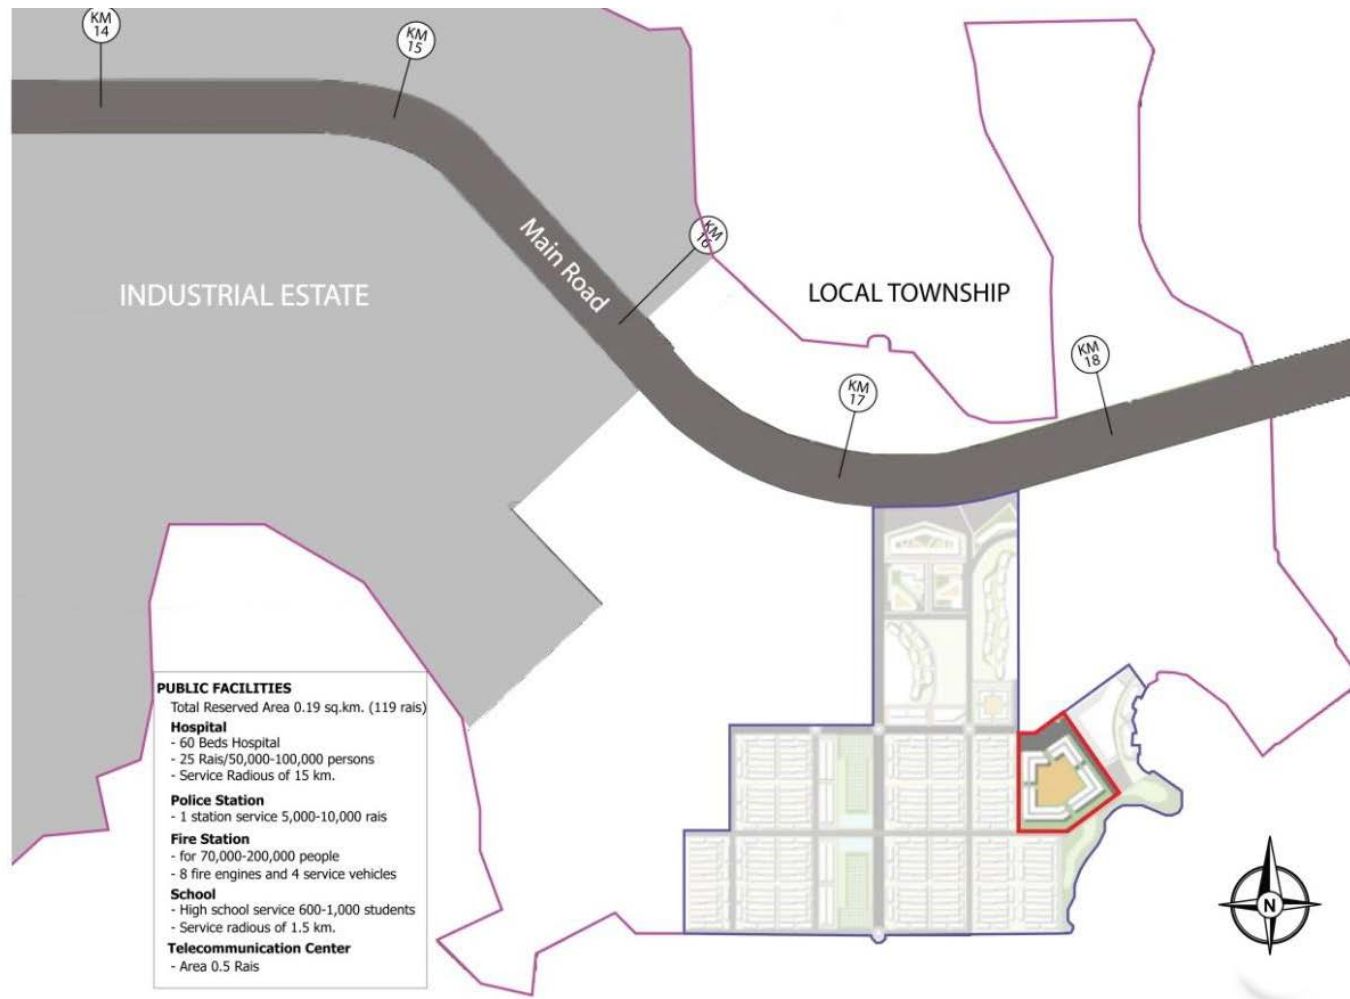 KM
14
KM
15
KM
16
Main Road
INDUSTRIAL ESTATE
LOCAL TOWNSHIP
KM
18
KM
17
PUBLIC FACILITIES
Total Reserved Area 0.19 sq.km. (119 rais)
Hospital
- 60 Beds Hospital
- 25 Rais/50,000-100,000 persons
- Service Radious of 15 km.
Police Station
- 1 station service 5,000-10,000 rais
Fire Station
- for 70,000-200,000 people
- 8 fire engines and 4 service vehicles
School
- High school service 600-1,000 students
- Service radious of 1.5 km.
Telecommunication Center
- Area 0.5 Rais
N